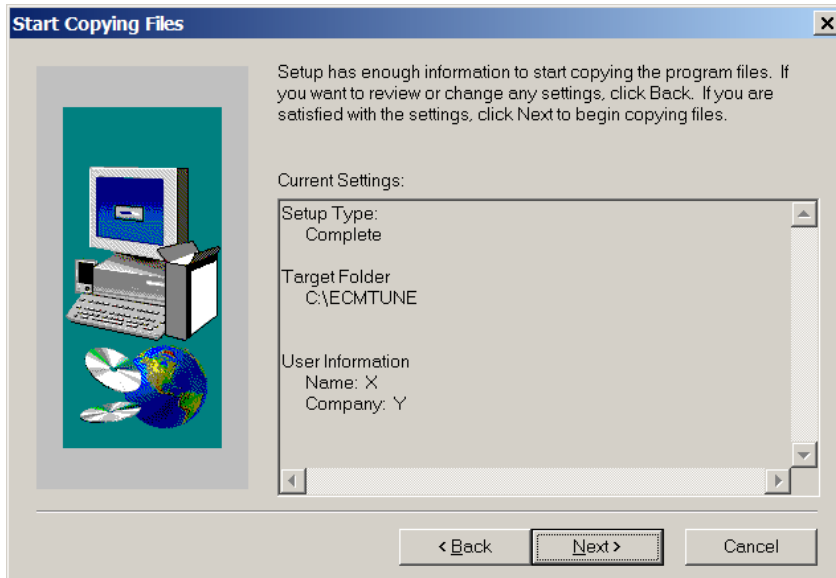 Start Copying Files
Setup has enough information to start copying the program files. If
you want to review or change any settings, click Back. If you are
satisfied with the settings, click Next to begin copying files.
Current Settings:
Setup Type:
Complete
Target Folder
C:\ECMTUNE
User Information
Name: X
Company: Y
< Back
Next >
Cancel